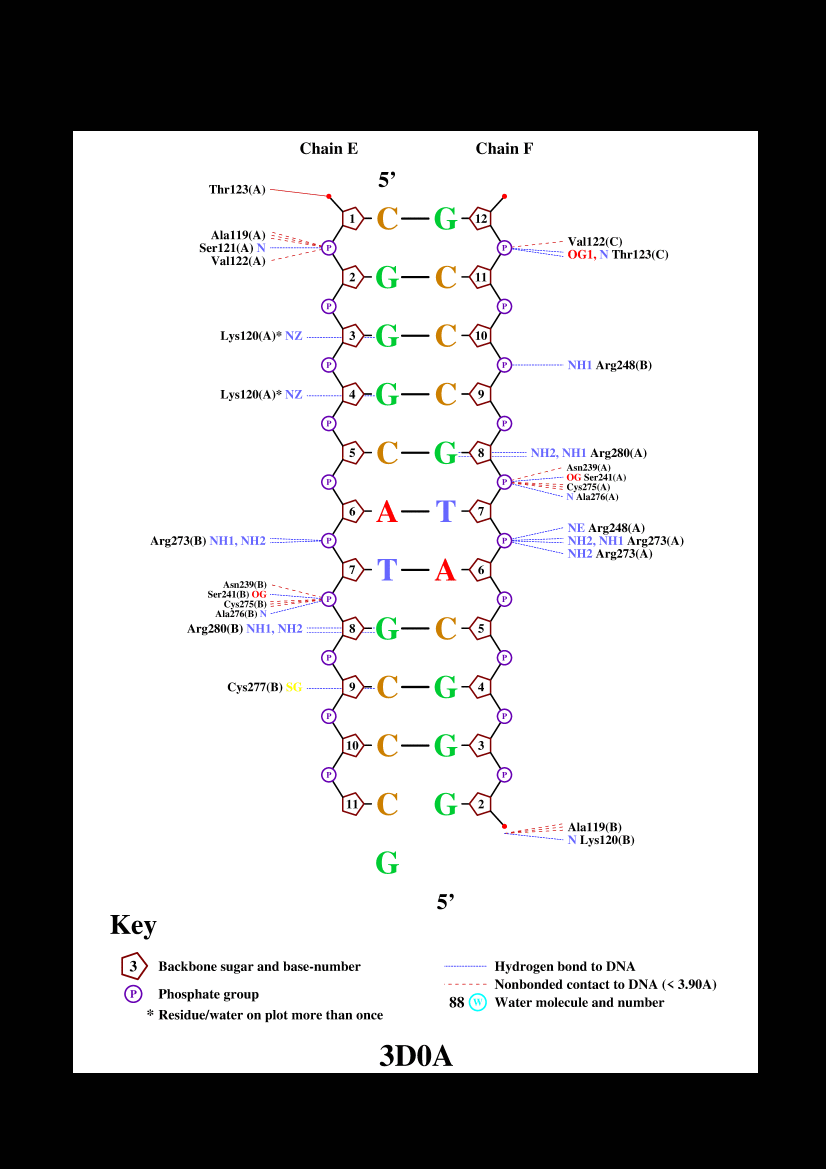 Chain E Chain F
5’
Thr123(A)
1 C G 12
Ala119(A)
Ser121(A) N
Val122(A)
P P
Val122(C)
OG1, N Thr123(C)
2 G C 11
P P
Lys120(A)* NZ 3 G C 10
P P NH1 Arg248(B)
Lys120(A)* NZ 4 G C 9
P P
5 C G 8 NH2, NH1 Arg280(A)
P P
Asn239(A)
OG Ser241(A)
Cys275(A)
N Ala276(A)
6 A T 7
Arg273(B) NH1, NH2 P P
NE Arg248(A)
NH2, NH1 Arg273(A)
NH2 Arg273(A)
7 T A 6
Asn239(B)
Ser241(B) OG
Cys275(B)
Ala276(B) N
P P
Arg280(B) NH1, NH2 8 G C 5
P P
Cys277(B) SG 9 C G 4
P P
10 C G 3
P P
11 C G 2
Ala119(B)
N Lys120(B)
G
5’
Key
3 Backbone sugar and base-number
P Phosphate group
* Residue/water on plot more than once
Hydrogen bond to DNA
Nonbonded contact to DNA (< 3.90A)
88 W Water molecule and number
3D0A